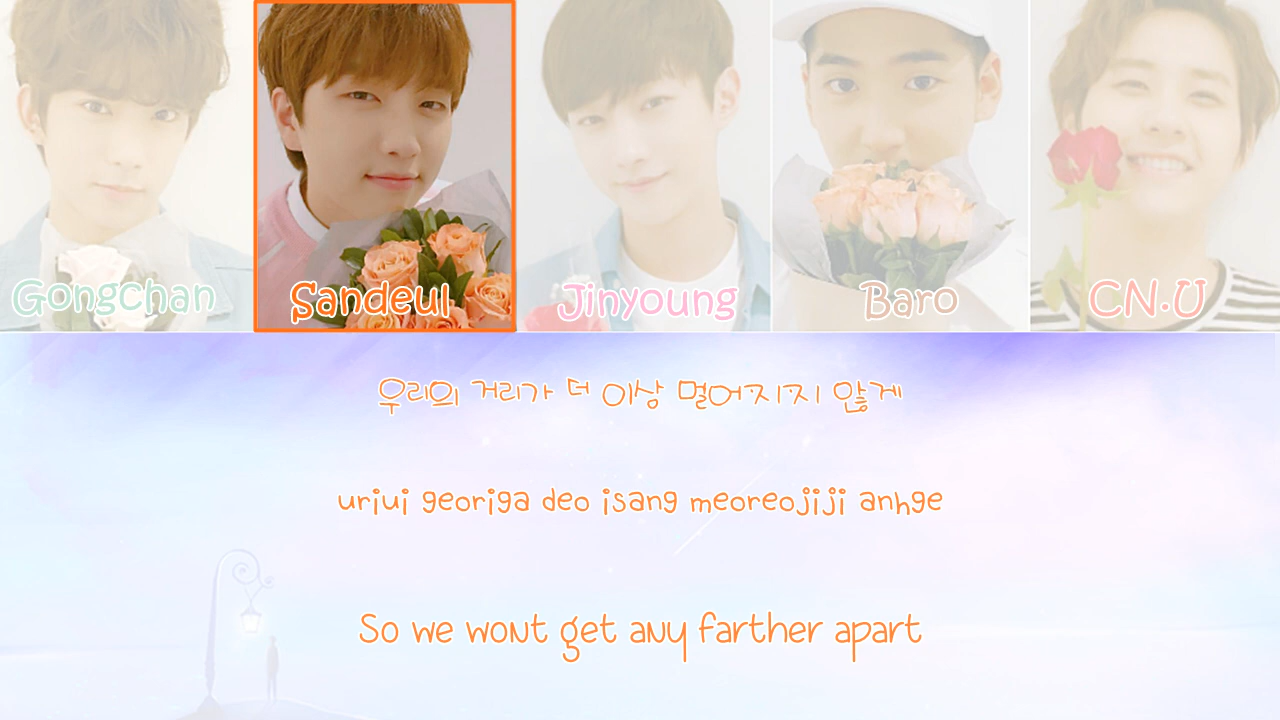 Gongchan Sandeul Jinyoung Baro CN.U
우리의 거리가 더 이상 멀어지지 않게
uriui georiga deo isang meoreojiji anhge
So we wont get any farther apart